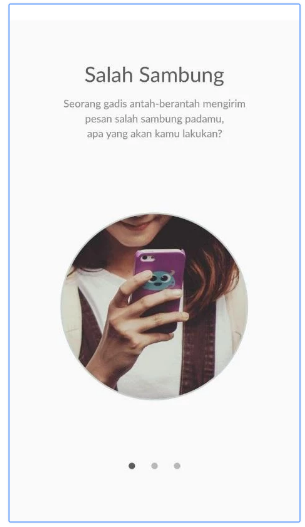 Salah Sambung
Seorang gadis antah-berantah mengirim
pesan salah sambung padamu,
apa yang akan kamu lakukan?